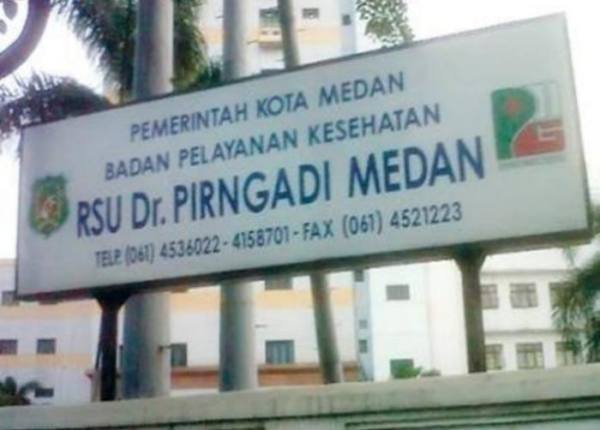 PEMERINTAH KOTA MEDAN
BADAN PELAYANAN KESEHATAN
RSU Dr. PIRNGADI MEDAN
TELP. (061) 4536022 - 4158701 - FAX (061) 4521223